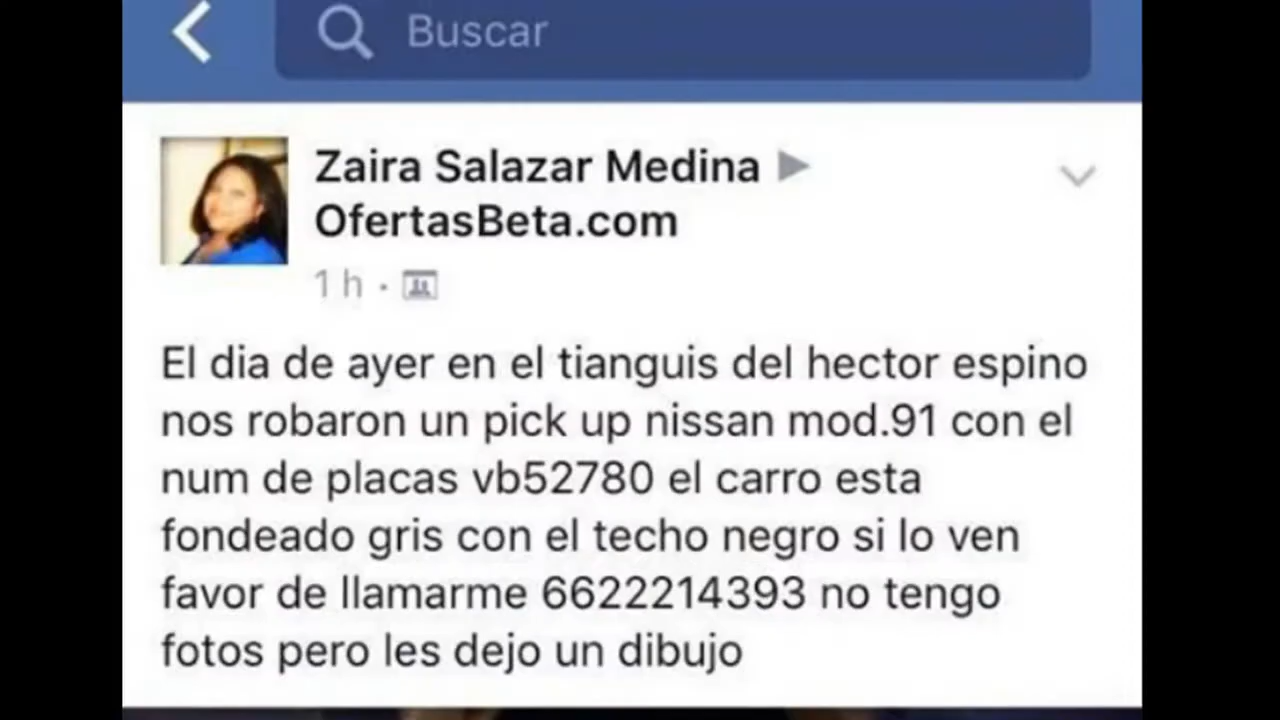 Buscar
Zaira Salazar Medina
OfertasBeta.com
1 h
El dia de ayer en el tianguis del hector espino
nos robaron un pick up nissan mod.91 con el
num de placas vb52780 el carro esta
fondeado gris con el techo negro si lo ven
favor de llamarme 6622214393 no tengo
fotos pero les dejo un dibujo